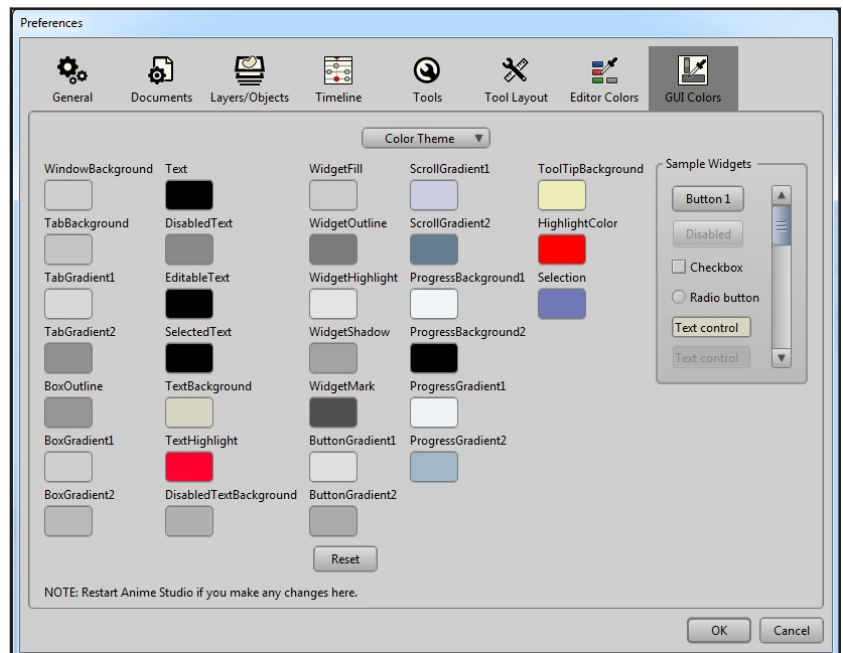 Preferences
General Documents Layers/Objects Timeline Tools Tool Layout Editor Colors GUI Colors
Color Theme
WindowBackground Text WidgetFill ScrollGradient1 ToolTipBackground Sample Widgets
Button 1
TabBackground DisabledText WidgetOutline ScrollGradient2 HighlightColor
Disabled
TabGradient1 EditableText WidgetHighlight ProgressBackground1 Selection
Checkbox
Radio button
TabGradient2 SelectedText WidgetShadow ProgressBackground2
Text control
Text control
BoxOutline TextBackground WidgetMark ProgressGradient1
BoxGradient1 TextHighlight ButtonGradient1 ProgressGradient2
BoxGradient2 DisabledTextBackground ButtonGradient2
Reset
NOTE: Restart Anime Studio if you make any changes here.
OK Cancel